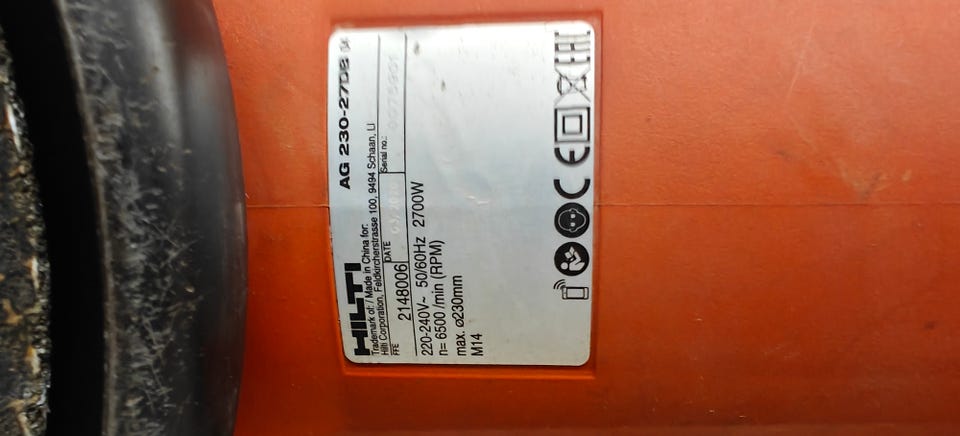 HILTI AG 230-27DB
Trademark of: / Made in China for:
Hilti Corporation, Feldkircherstrasse 100, 9494 Schaan, LI
FFE DATE Serial no.:
2148006
220-240V~ 50/60Hz 2700W
n= 6500 /min (RPM)
max. ⌀230mm
M14
CE EAC